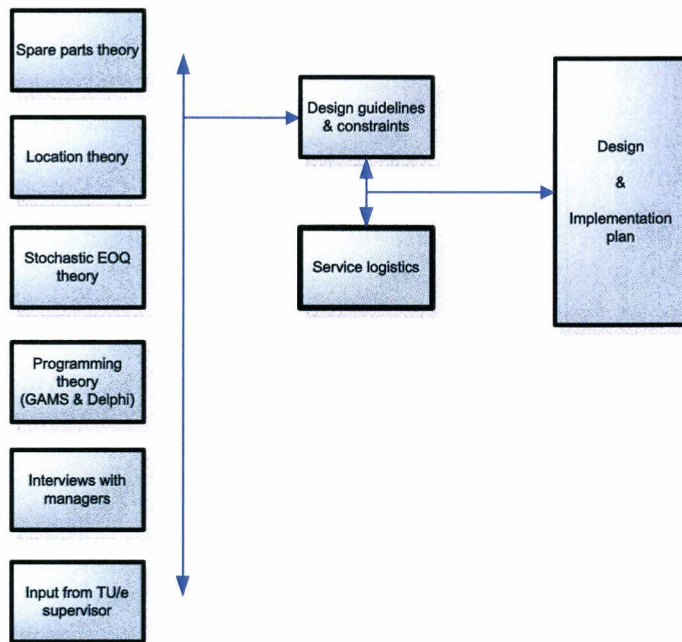 Spare parts theory
Location theory
Stochastic EOQ
theory
Programming
theory
(GAMS & Delphi)
Interviews with
managers
Input from TU/e
supervisor
Design guidelines
& constraints
Service logistics
Design
&
Implementation
plan